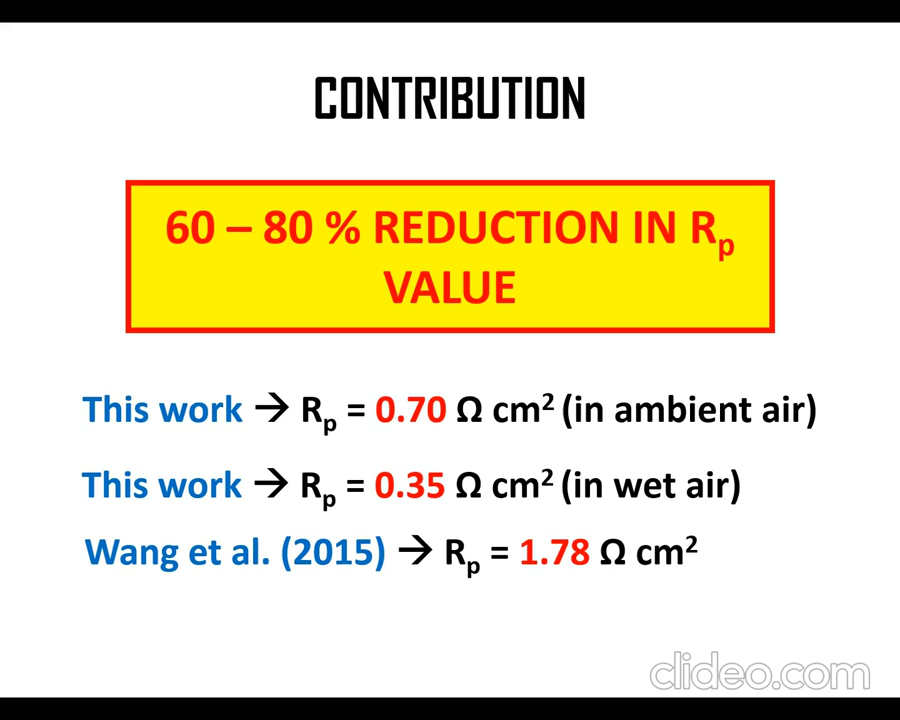 CONTRIBUTION
60 – 80 % REDUCTION IN Rp
VALUE
This work → Rp = 0.70 Ω cm² (in ambient air)
This work → Rp = 0.35 Ω cm² (in wet air)
Wang et al. (2015) → Rp = 1.78 Ω cm²
clideo.com